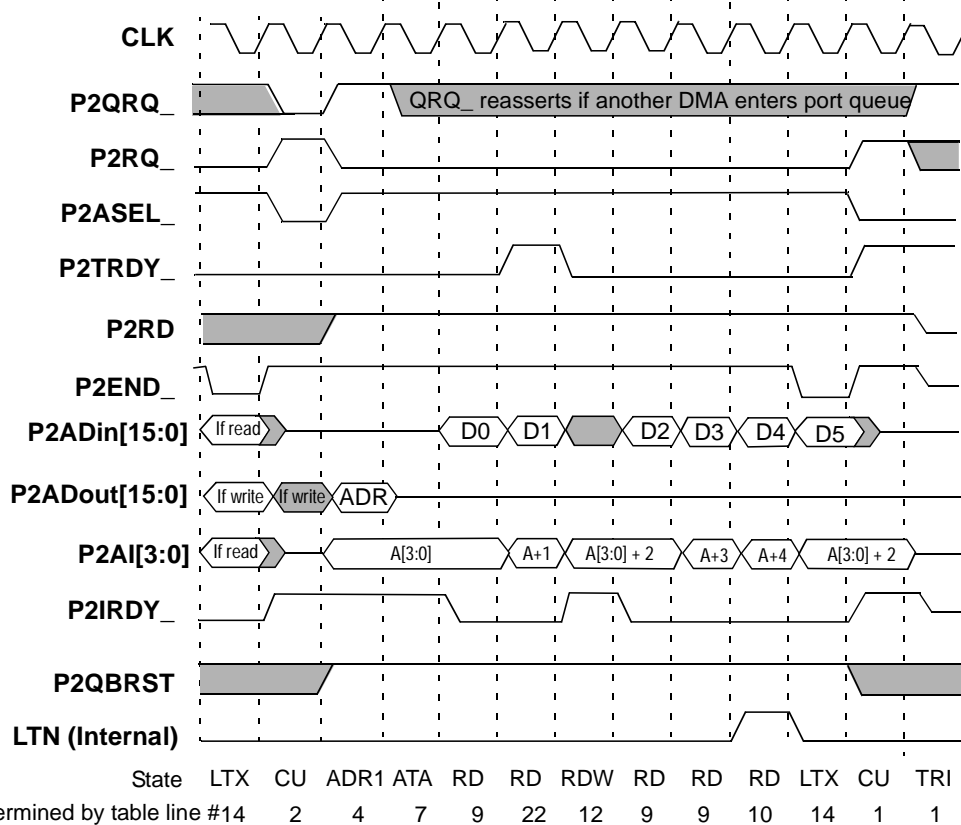 CLK
P2QRQ_ QRQ_ reasserts if another DMA enters port queue
P2RQ_
P2ASEL_
P2TRDY_
P2RD
P2END_
P2ADin[15:0] If read D0 D1 D2 D3 D4 D5
P2ADout[15:0] If write If write ADR
P2AI[3:0] If read A[3:0] A+1 A[3:0] + 2 A+3 A+4 A[3:0] + 2
P2IRDY_
P2QBRST
LTN (Internal)
State LTX CU ADR1 ATA RD RD RDW RD RD RD LTX CU TRI
ermined by table line #14 2 4 7 9 22 12 9 9 10 14 1 1